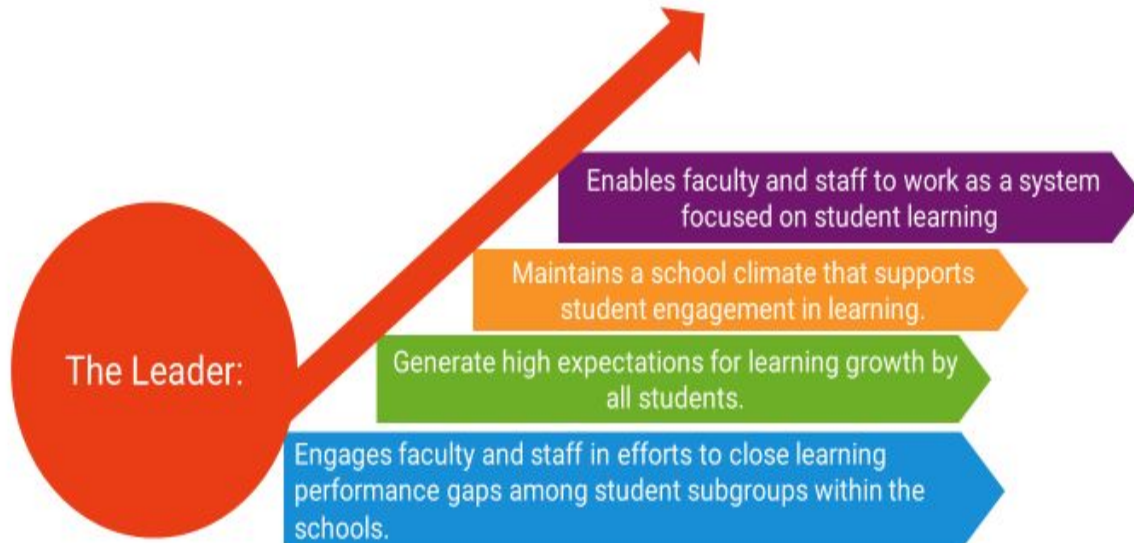 Enables faculty and staff to work as a system
focused on student learning
Maintains a school climate that supports
student engagement in learning.
The Leader:
Generate high expectations for learning growth by
all students.
Engages faculty and staff in efforts to close learning
performance gaps among student subgroups within the
schools.